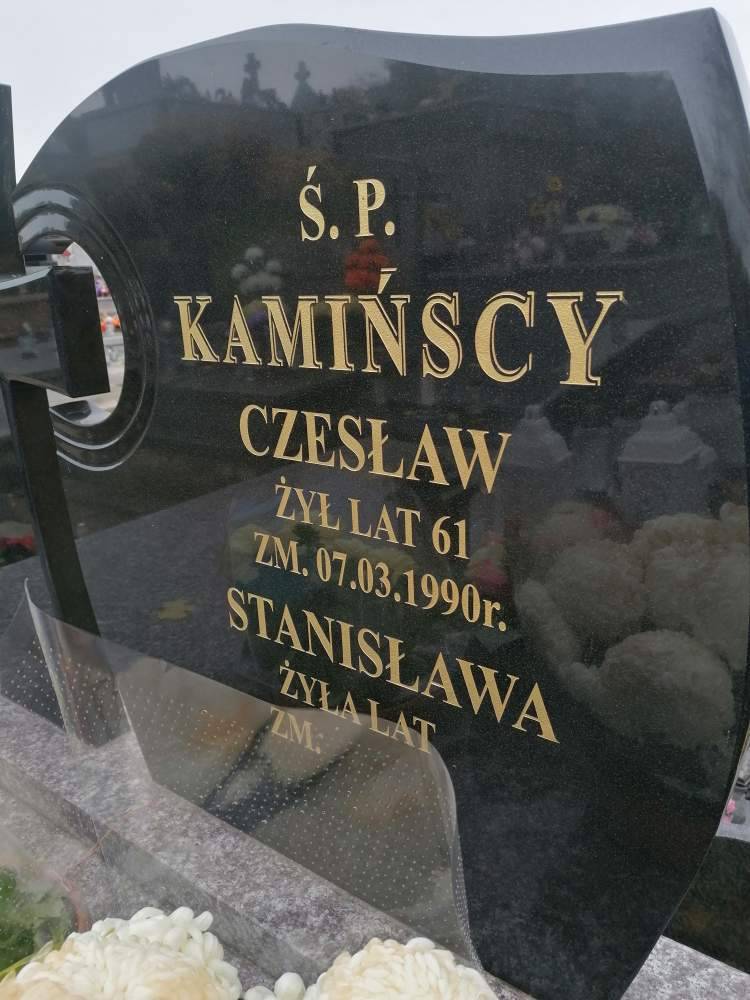 Ś. P.
KAMIŃSCY
CZESŁAW
ŻYŁ LAT 61
ZM. 07.03.1990r.
STANISŁAWA
ŻYŁA LAT
ZM.